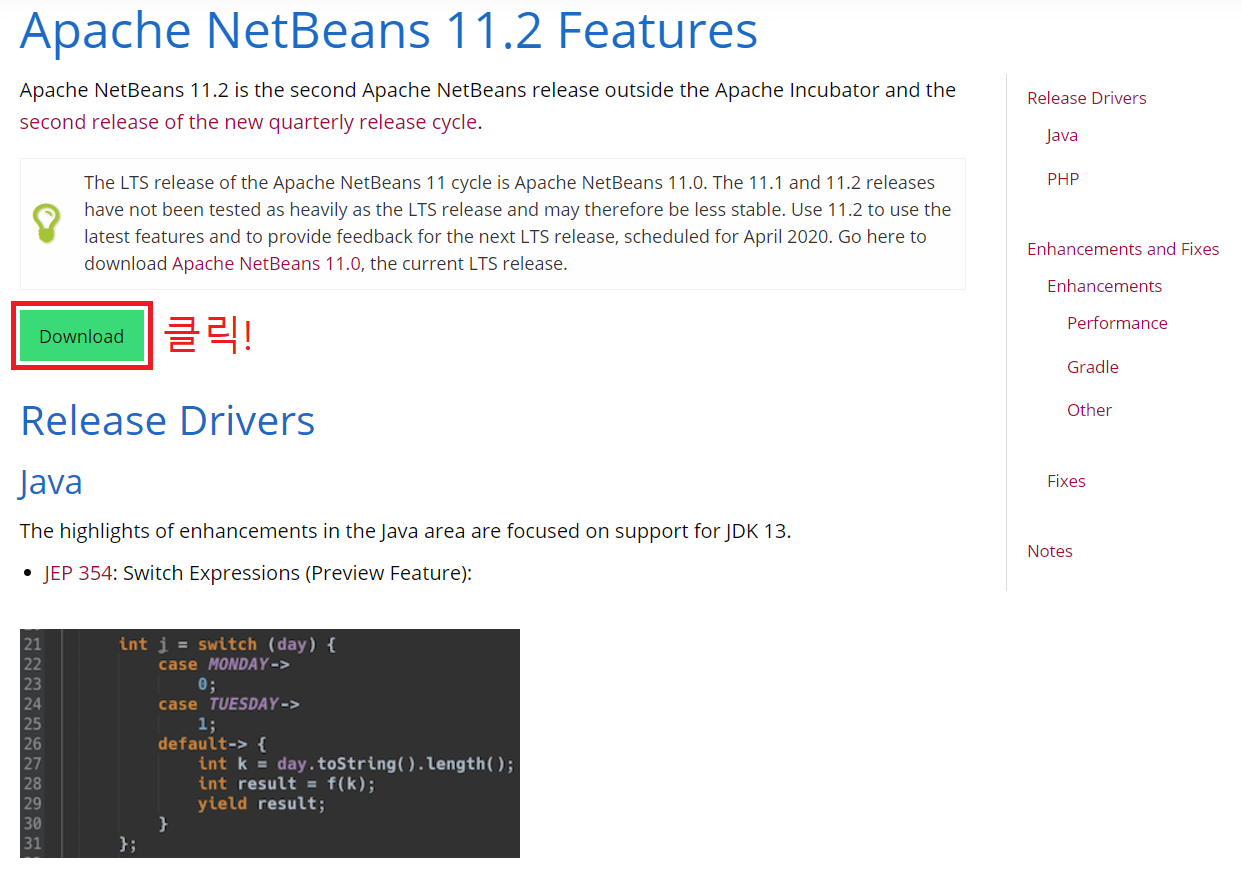 Apache NetBeans 11.2 Features
Apache NetBeans 11.2 is the second Apache NetBeans release outside the Apache Incubator and the
second release of the new quarterly release cycle.
The LTS release of the Apache NetBeans 11 cycle is Apache NetBeans 11.0. The 11.1 and 11.2 releases
have not been tested as heavily as the LTS release and may therefore be less stable. Use 11.2 to use the
latest features and to provide feedback for the next LTS release, scheduled for April 2020. Go here to
download Apache NetBeans 11.0, the current LTS release.
Download 클릭!
Release Drivers
Java
The highlights of enhancements in the Java area are focused on support for JDK 13.
• JEP 354: Switch Expressions (Preview Feature):
21 int j = switch (day) {
22 case MONDAY->
23 0;
24 case TUESDAY->
25 1;
26 default-> {
27 int k = day.toString().length();
28 int result = f(k);
29 yield result;
30 }
31 };
Release Drivers
Java
PHP
Enhancements and Fixes
Enhancements
Performance
Gradle
Other
Fixes
Notes